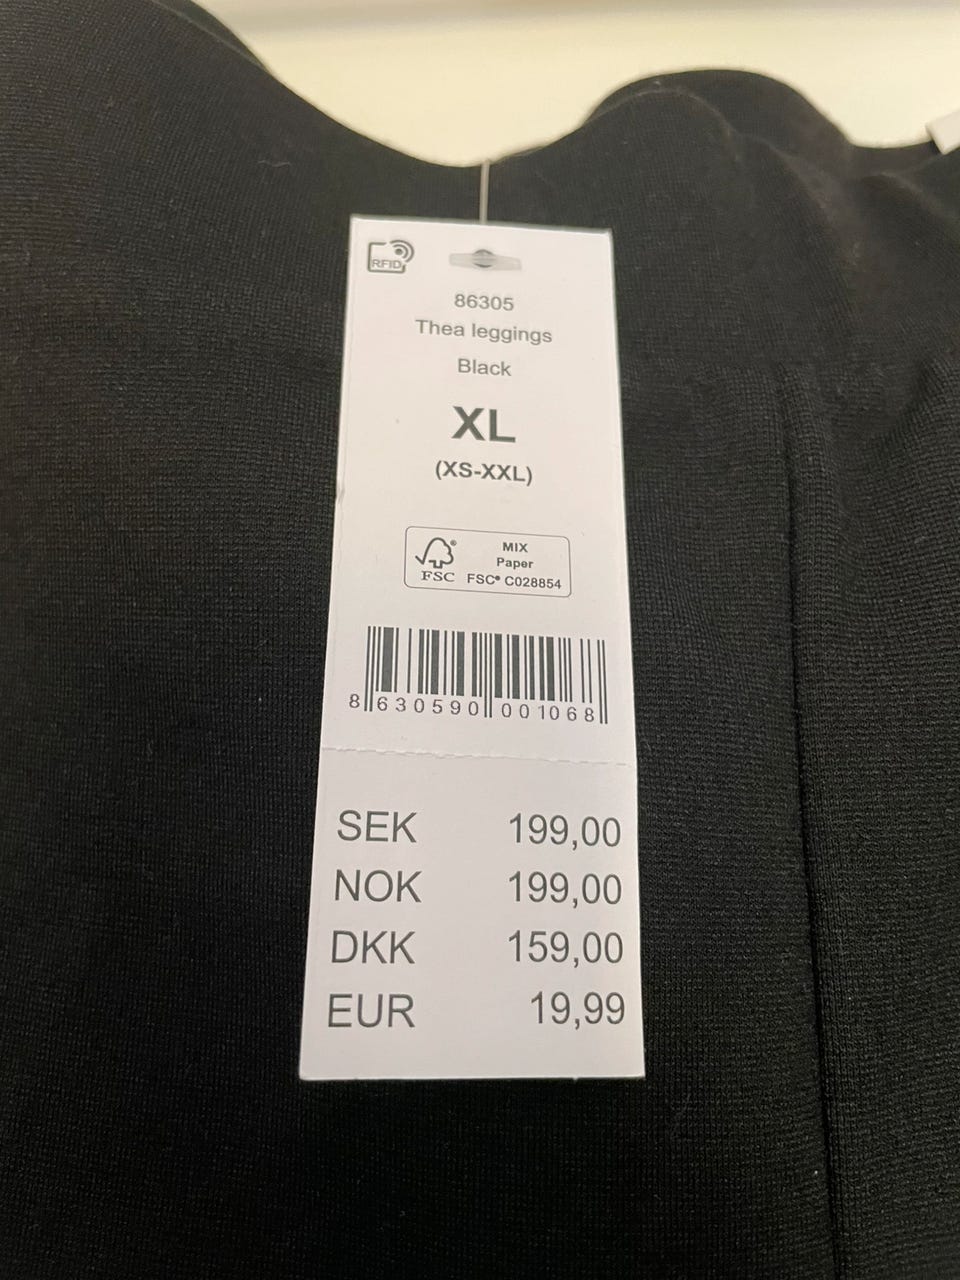 RFID
86305
Thea leggings
Black
XL
(XS-XXL)
FSC®
MIX
Paper
FSC® C028854
8 630590 001068
SEK 199,00
NOK 199,00
DKK 159,00
EUR 19,99